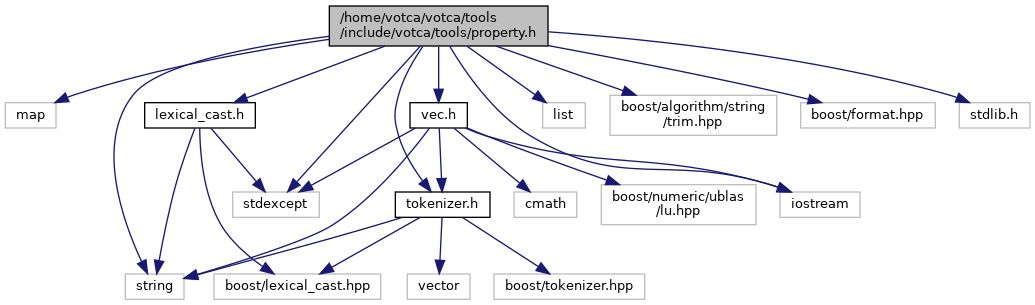 /home/votca/votca/tools
/include/votca/tools/property.h
map
lexical_cast.h
vec.h
list
boost/algorithm/string
/trim.hpp
boost/format.hpp
stdlib.h
stdexcept
tokenizer.h
cmath
boost/numeric/ublas
/lu.hpp
iostream
string
boost/lexical_cast.hpp
vector
boost/tokenizer.hpp